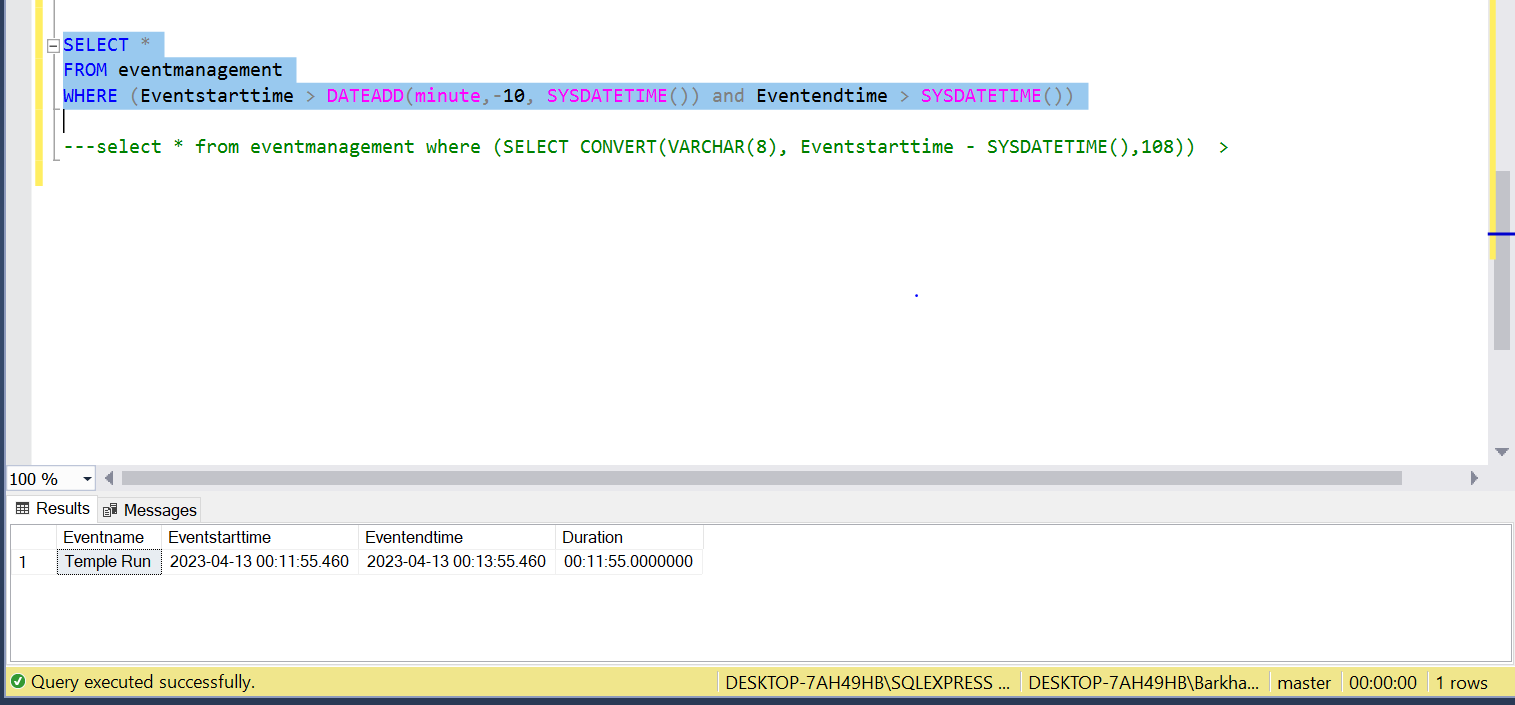 SELECT *
FROM eventmanagement
WHERE (Eventstarttime > DATEADD(minute,-10, SYSDATETIME()) and Eventendtime > SYSDATETIME())
---select * from eventmanagement where (SELECT CONVERT(VARCHAR(8), Eventstarttime - SYSDATETIME(),108))  >
100 %
Results Messages
Eventname Eventstarttime Eventendtime Duration
1 Temple Run 2023-04-13 00:11:55.460 2023-04-13 00:13:55.460 00:11:55.0000000
Query executed successfully. DESKTOP-7AH49HB\SQLEXPRESS ... DESKTOP-7AH49HB\Barkha... master 00:00:00 1 rows